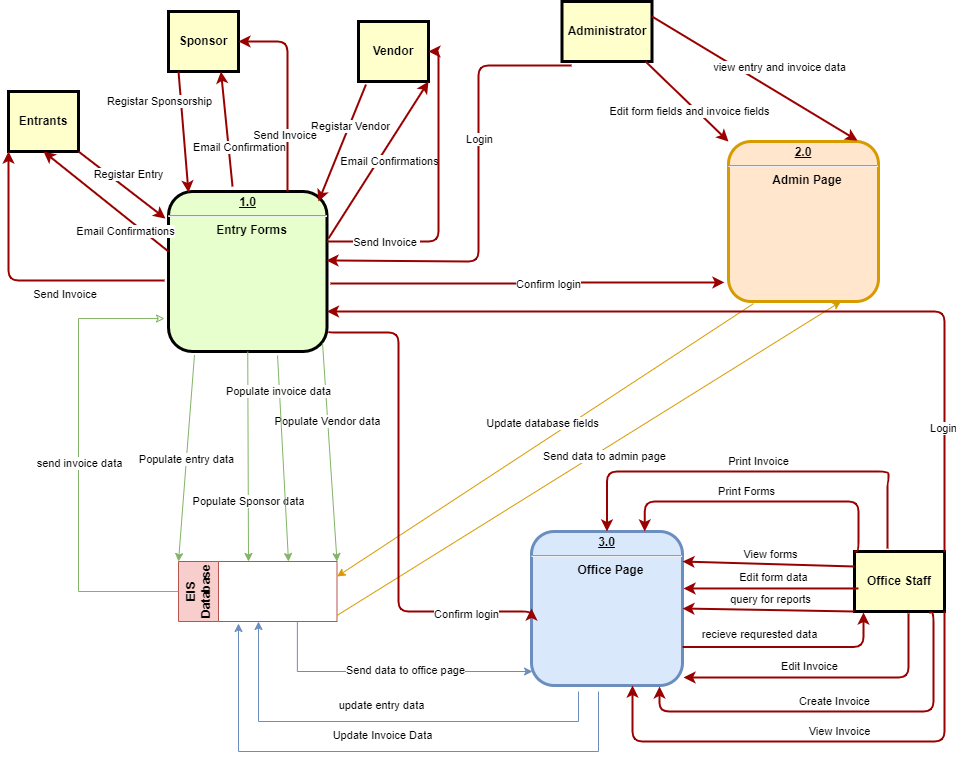 Sponsor
Vendor
Administrator
Entrants
view entry and invoice data
Registar Sponsorship
Edit form fields and invoice fields
Registar Vendor
Send Invoice
Login
Email Confirmation
2.0
Email Confirmations
Admin Page
Registar Entry
1.0
Email Confirmations
Entry Forms
Send Invoice
Confirm login
Send Invoice
Populate invoice data
Populate Vendor data
Update database fields
Login
send invoice data
Populate entry data
Send data to admin page
Print Invoice
Populate Sponsor data
Print Forms
3.0
View forms
Office Page
Edit form data
Office Staff
EIS
Database
query for reports
Confirm login
recieve requrested data
Send data to office page
Edit Invoice
update entry data
Create Invoice
Update Invoice Data
View Invoice